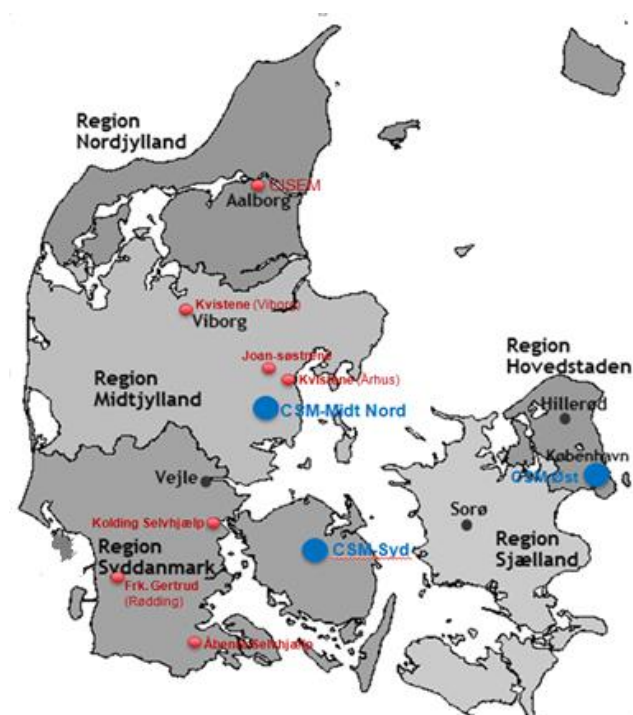 Region
Nordjylland
CISEM
Aalborg
Kvistene (Viborg)
Viborg
Joan-søstrene
Kvistene (Århus)
Region
Midtjylland
CSM-Midt Nord
Region
Hovedstaden
Hillerød
København
CSM Øst
Vejle
Sorø
Kolding Selvhjælp
Region
Syddanmark
CSM-Syd
Region
Sjælland
Frk. Gertrud
(Rødding)
Åbenrå Selvhjælp